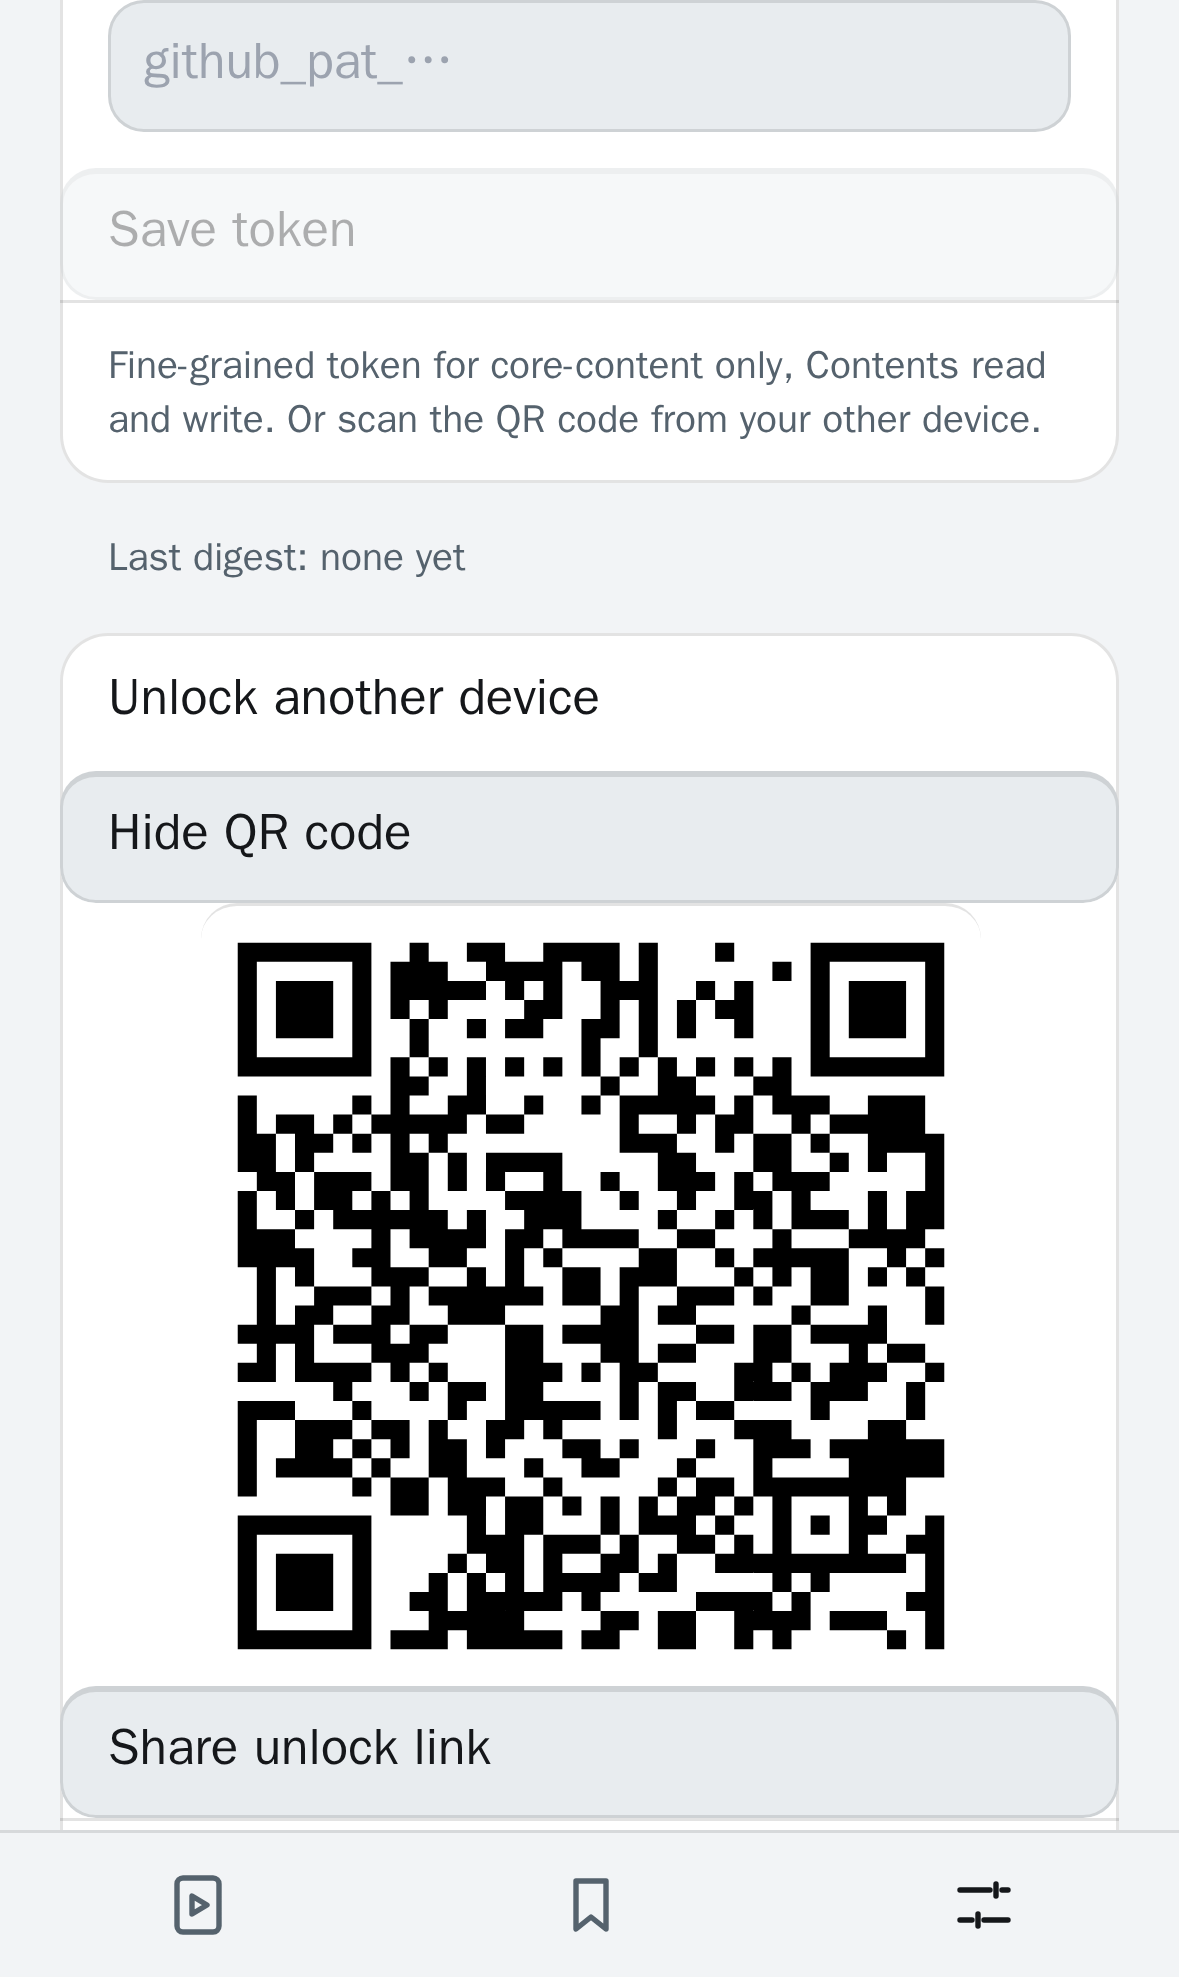 github_pat_…
Save token
Fine-grained token for core-content only, Contents read
and write. Or scan the QR code from your other device.
Last digest: none yet
Unlock another device
Hide QR code
Share unlock link